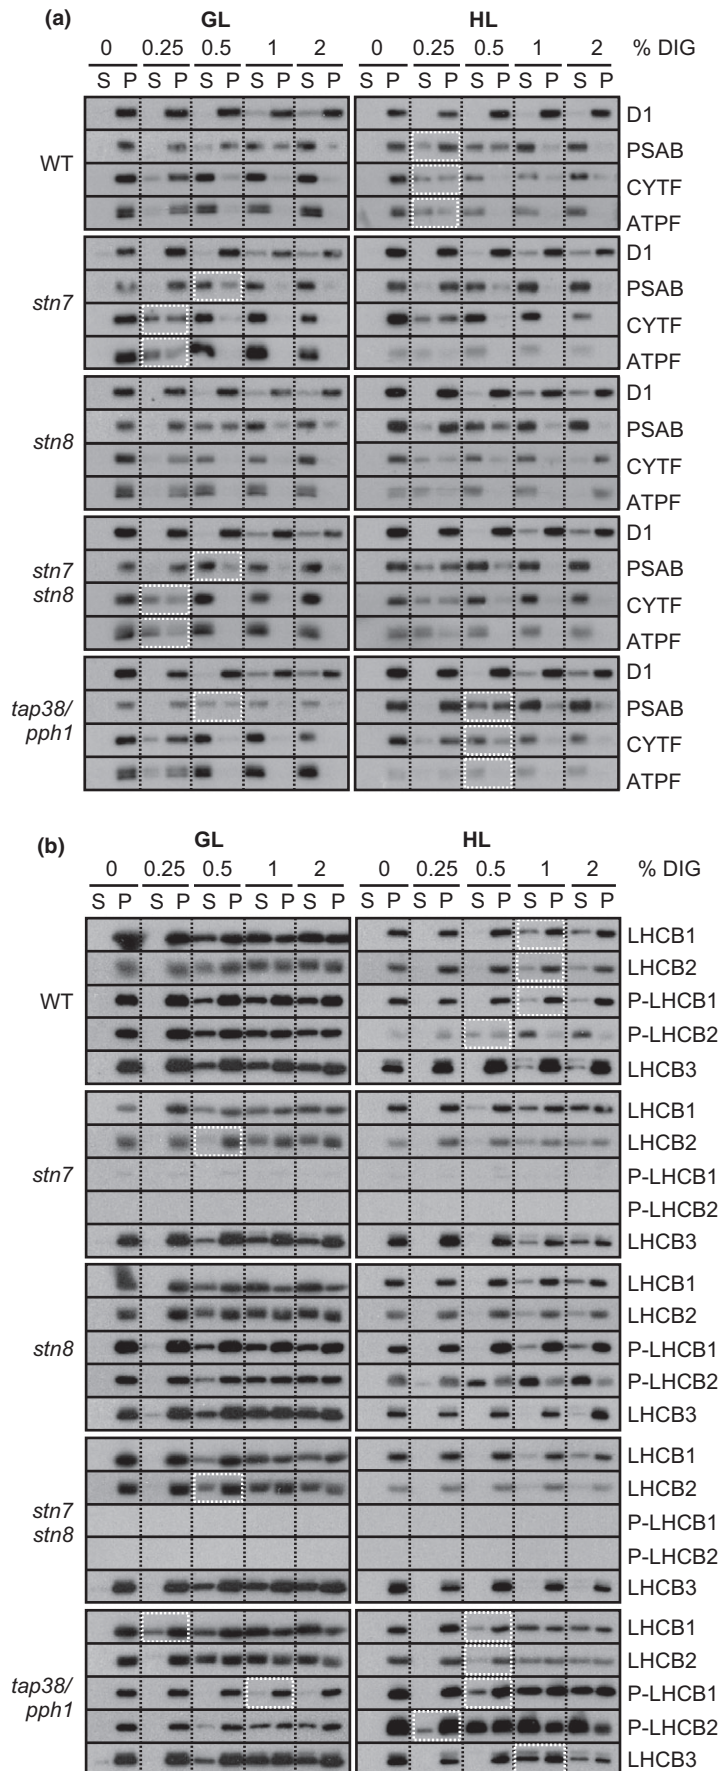 (a)
GL HL
0 0.25 0.5 1 2 0 0.25 0.5 1 2 % DIG
S P S P S P S P S P S P S P S P S P S P
WT
D1
PSAB
CYTF
ATPF
stn7
D1
PSAB
CYTF
ATPF
stn8
D1
PSAB
CYTF
ATPF
stn7
stn8
D1
PSAB
CYTF
ATPF
tap38/
pph1
D1
PSAB
CYTF
ATPF
(b)
GL HL
0 0.25 0.5 1 2 0 0.25 0.5 1 2 % DIG
S P S P S P S P S P S P S P S P S P S P
WT
LHCB1
LHCB2
P-LHCB1
P-LHCB2
LHCB3
stn7
LHCB1
LHCB2
P-LHCB1
P-LHCB2
LHCB3
stn8
LHCB1
LHCB2
P-LHCB1
P-LHCB2
LHCB3
stn7
stn8
LHCB1
LHCB2
P-LHCB1
P-LHCB2
LHCB3
tap38/
pph1
LHCB1
LHCB2
P-LHCB1
P-LHCB2
LHCB3